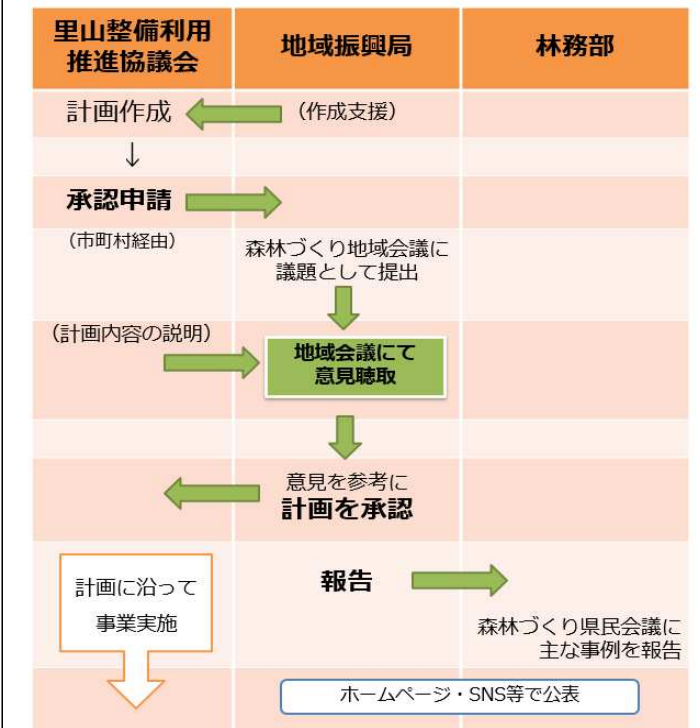 里山整備利用
推進協議会
地域振興局
林務部
計画作成
(作成支援)
↓
承認申請
(市町村経由)
森林づくり地域会議に
議題として提出
(計画内容の説明)
地域会議にて
意見聴取
意見を参考に
計画を承認
計画に沿って
事業実施
報告
森林づくり県民会議に
主な事例を報告
ホームページ・SNS等で公表